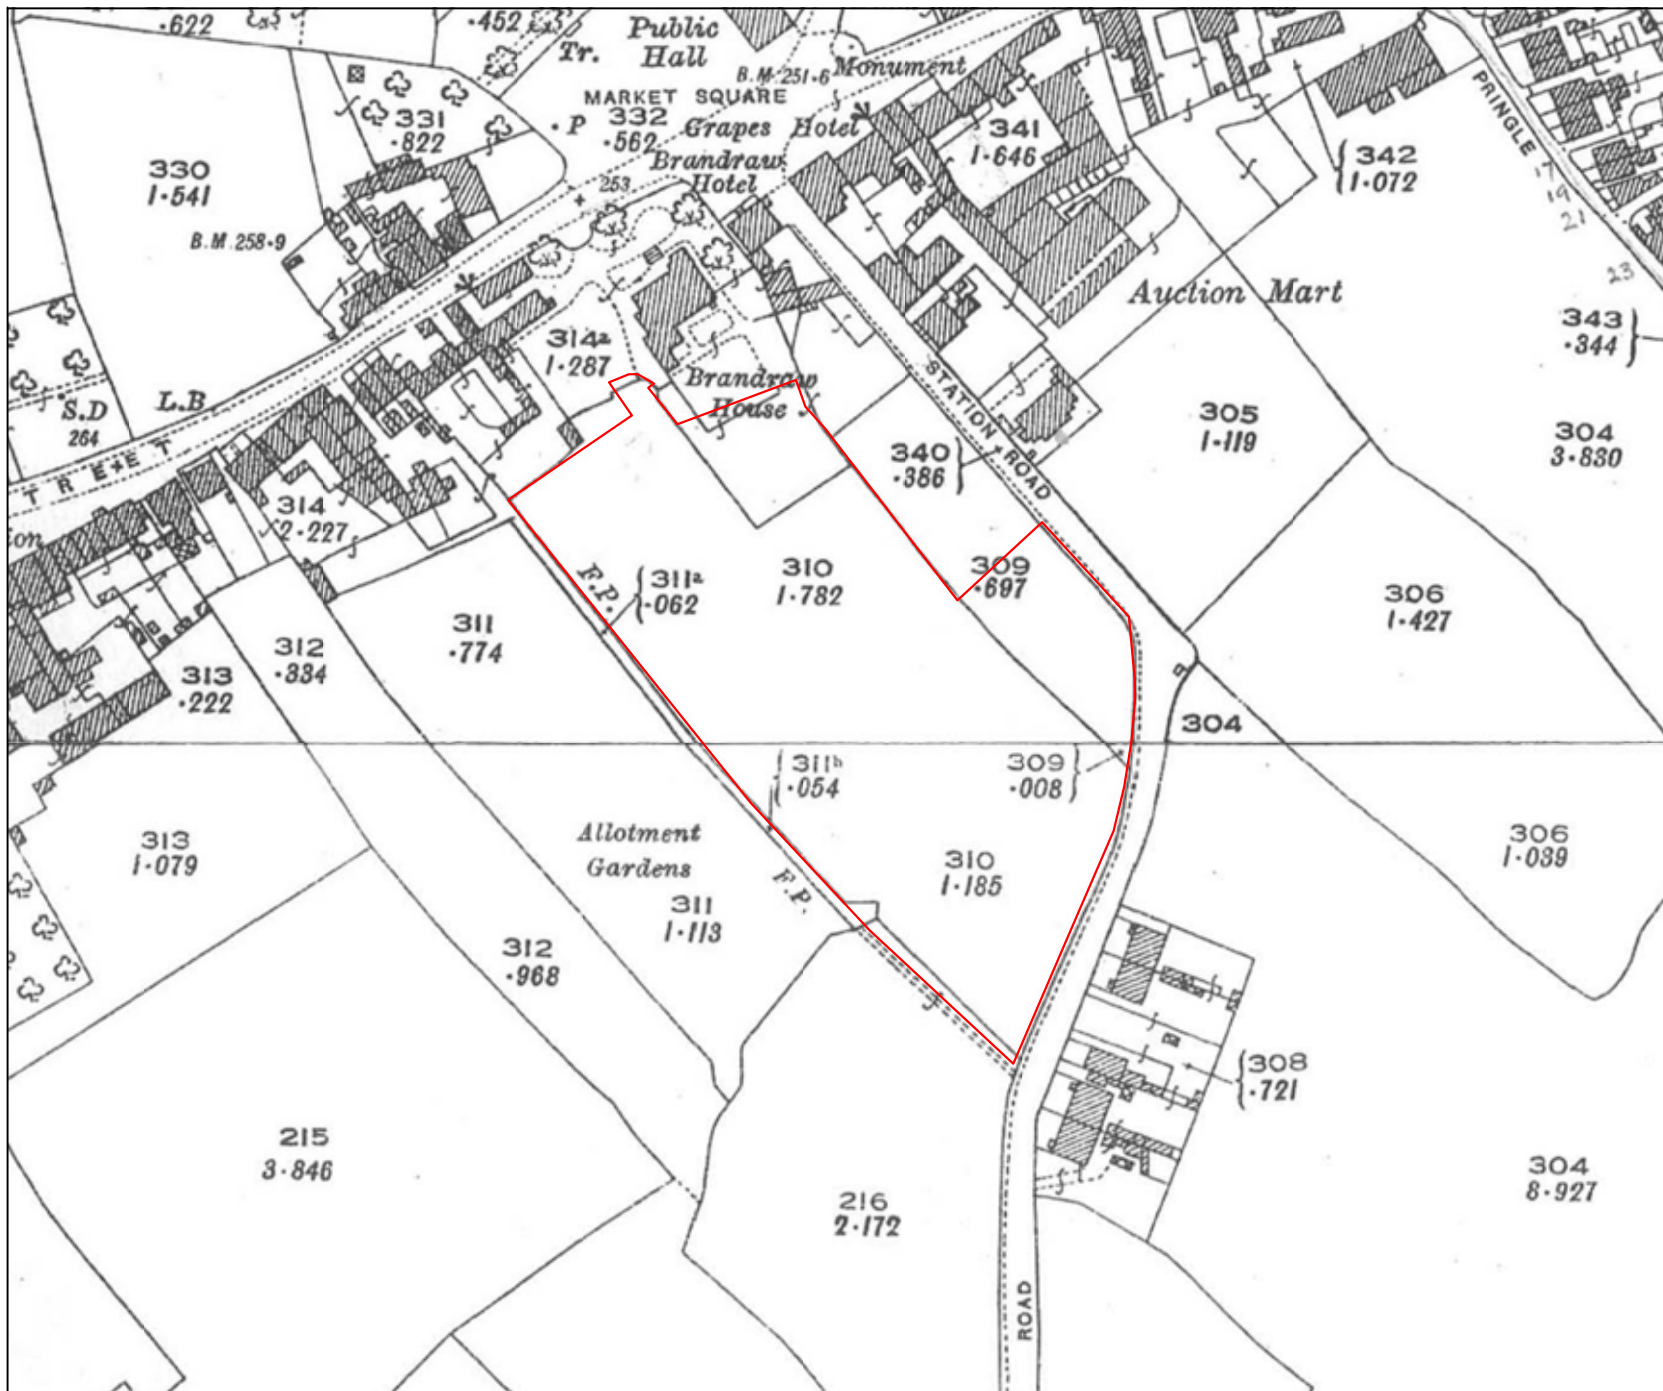 ·622
·452
Public
Hall
Tr.
B.M. 251·6
Monument
MARKET SQUARE
331
·822
· P
332
·562
Grapes Hotel
Brandraw
Hotel
341
1·646
342
1·072
PRINGLE
17
19
21
23
330
1·541
253
B.M. 258·9
Auction Mart
343
·344
314a
1·287
Brandraw
House
STATION
ROAD
S.D
264
L.B
TREET
305
1·119
304
3·830
340
·386
314
2·227
F.P.
311a
·062
310
1·782
309
·697
306
1·427
311
·774
312
·334
313
·222
304
311b
·054
309
·008
313
1·079
Allotment
Gardens
310
1·185
306
1·039
F.P.
311
1·113
312
·968
308
·721
215
3·846
304
8·927
216
2·172
ROAD